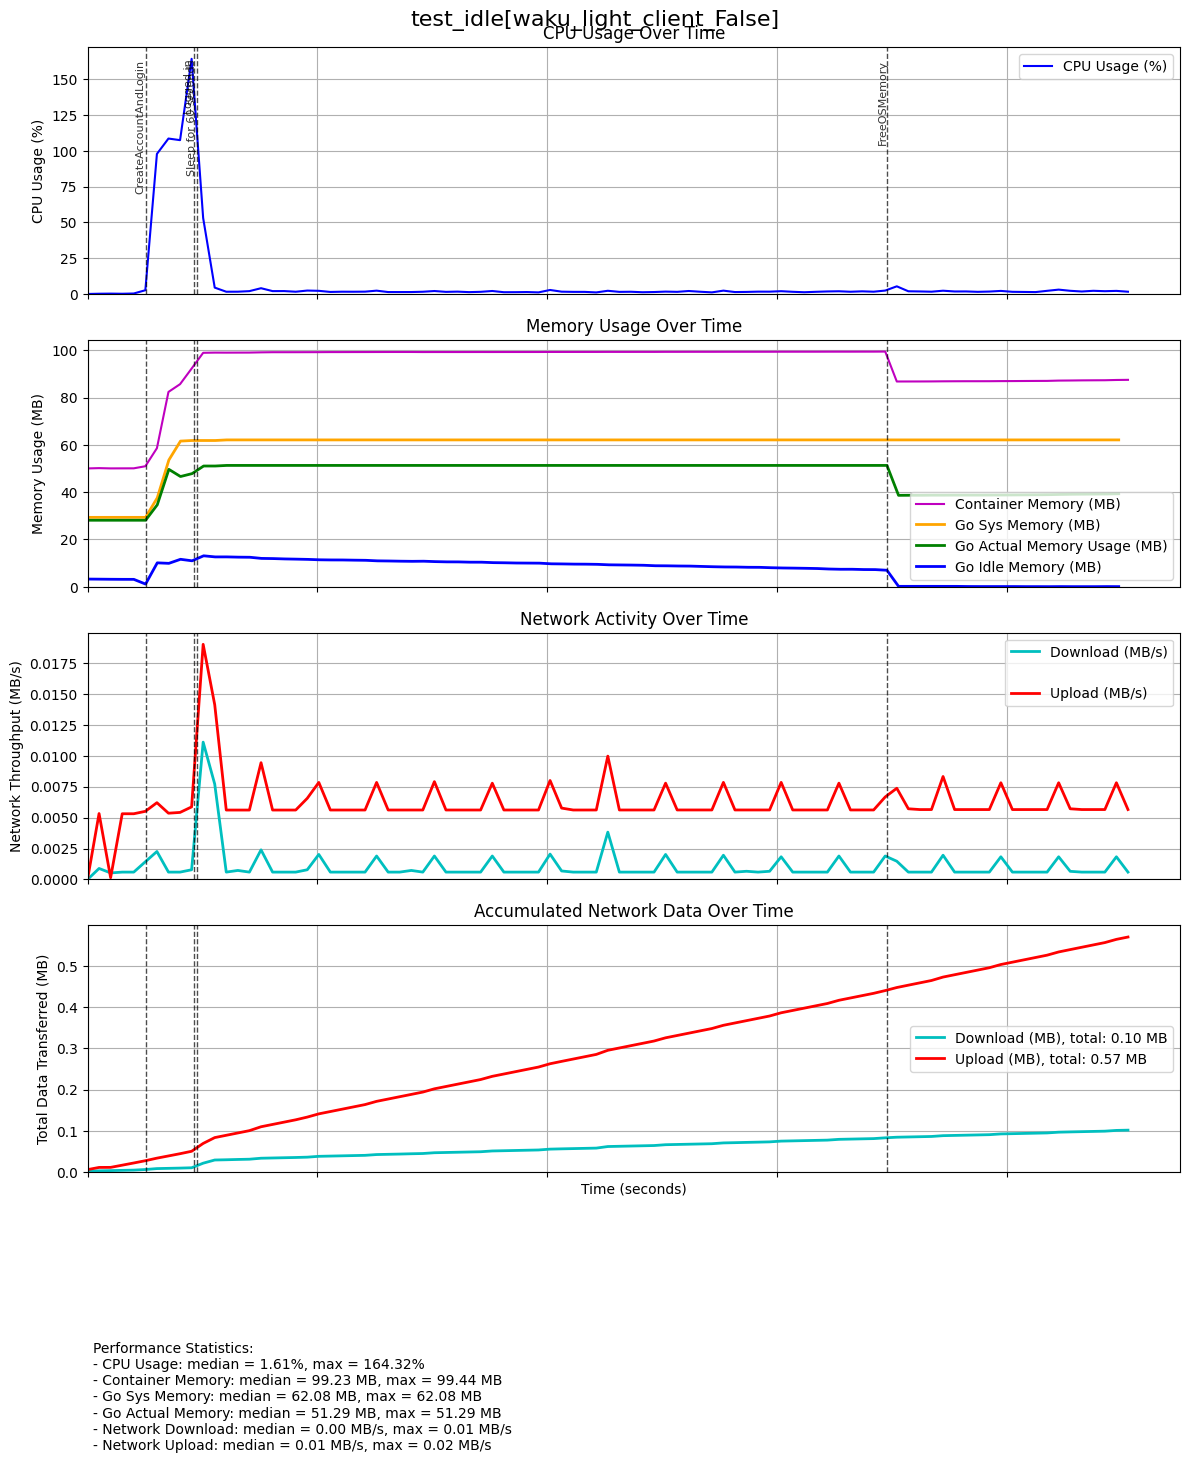 test_idle[waku_light_client_False]
CPU Usage Over Time
CPU Usage (%)
150
125
100
75
50
25
0
CreateAccountAndLogin
Sleep for 60
FreeOSMemory
CPU Usage (%)
Memory Usage Over Time
Memory Usage (MB)
100
80
60
40
20
0
Container Memory (MB)
Go Sys Memory (MB)
Go Actual Memory Usage (MB)
Go Idle Memory (MB)
Network Activity Over Time
Network Throughput (MB/s)
0.0175
0.0150
0.0125
0.0100
0.0075
0.0050
0.0025
0.0000
Download (MB/s)
Upload (MB/s)
Accumulated Network Data Over Time
Total Data Transferred (MB)
0.5
0.4
0.3
0.2
0.1
0.0
Download (MB), total: 0.10 MB
Upload (MB), total: 0.57 MB
Time (seconds)
Performance Statistics:
- CPU Usage: median = 1.61%, max = 164.32%
- Container Memory: median = 99.23 MB, max = 99.44 MB
- Go Sys Memory: median = 62.08 MB, max = 62.08 MB
- Go Actual Memory: median = 51.29 MB, max = 51.29 MB
- Network Download: median = 0.00 MB/s, max = 0.01 MB/s
- Network Upload: median = 0.01 MB/s, max = 0.02 MB/s